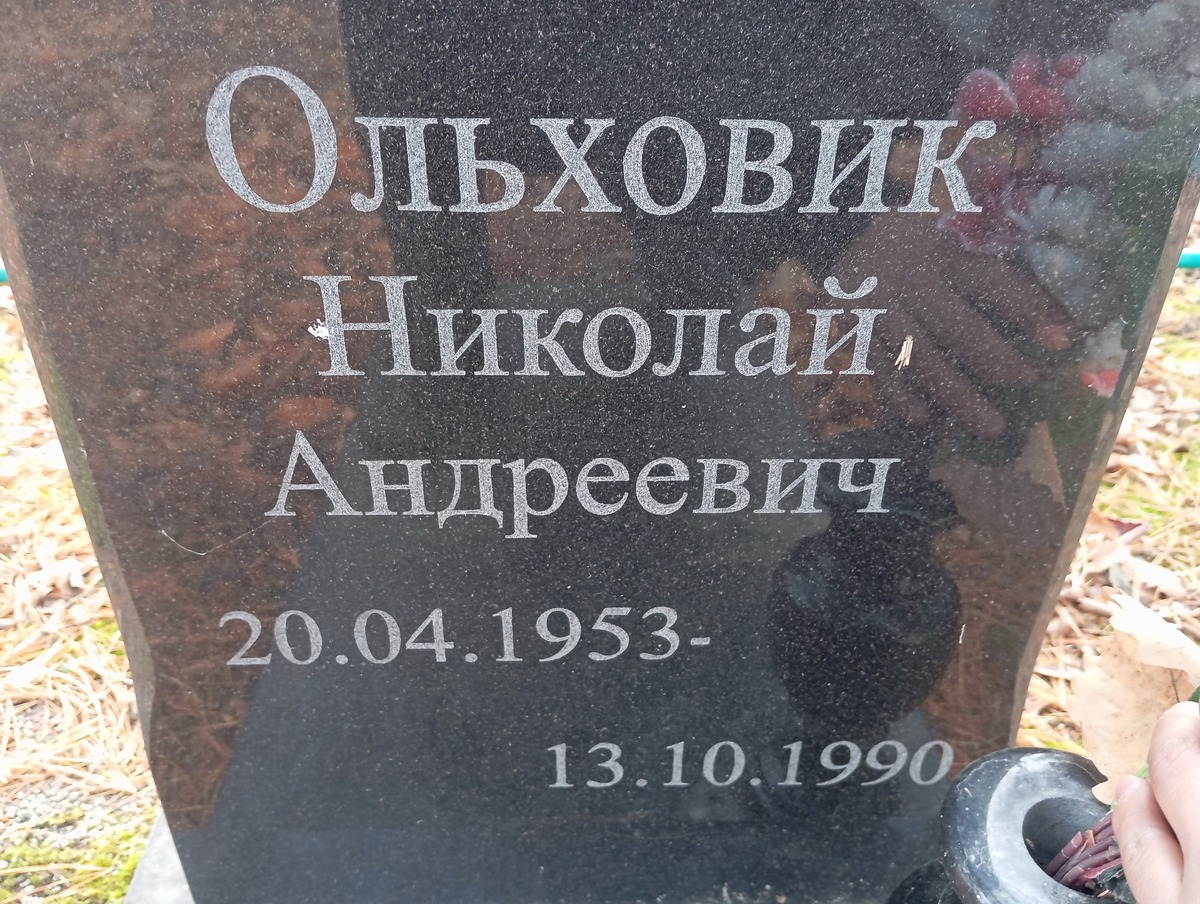 Ольховик
Николай
Андреевич
20.04.1953-
13.10.1990